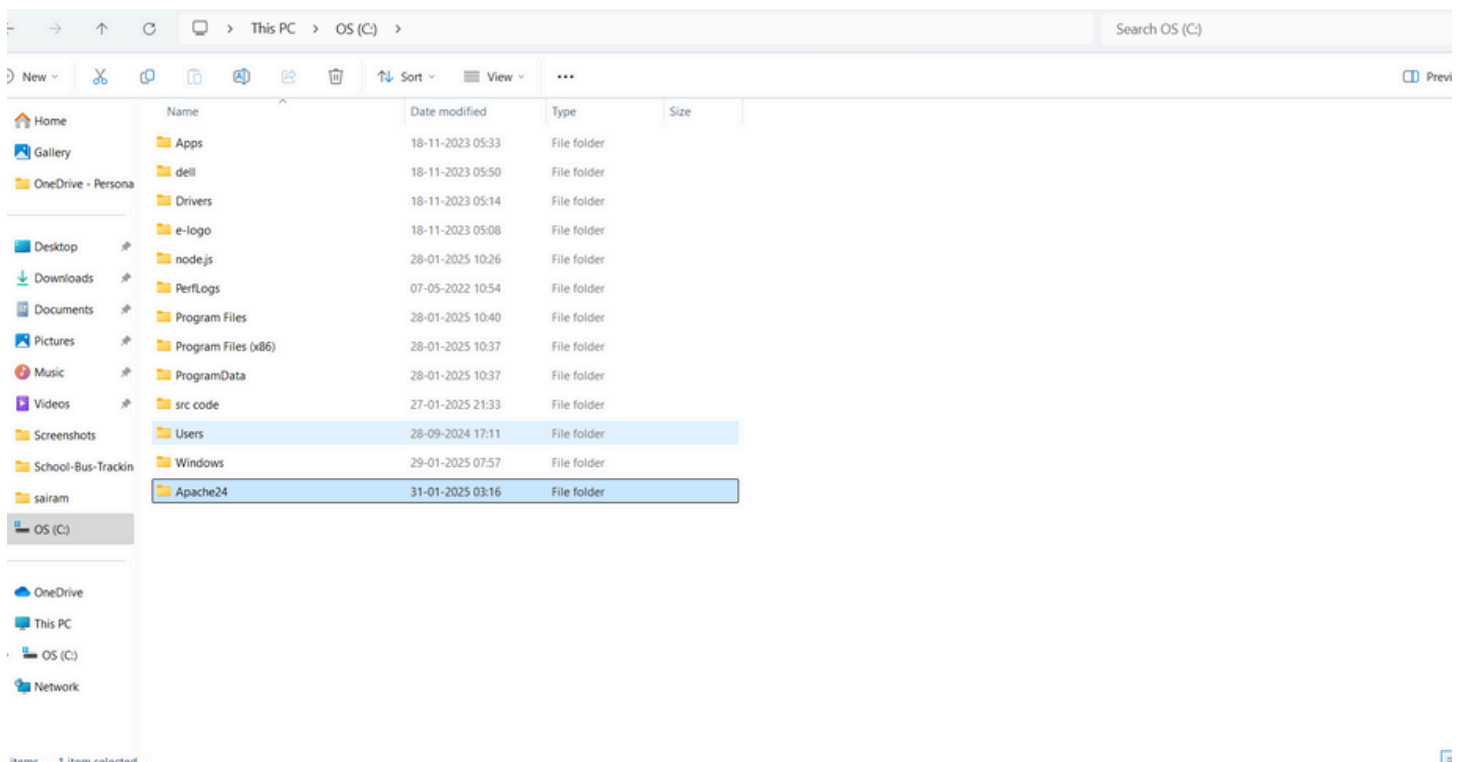 This PC > OS (C:) >
Search OS (C:)
New
Sort
View
...
Previ
Home
Gallery
OneDrive - Persona
Desktop
Downloads
Documents
Pictures
Music
Videos
Screenshots
School-Bus-Trackin
sairam
OS (C:)
OneDrive
This PC
OS (C:)
Network
Name Date modified Type Size
Apps 18-11-2023 05:33 File folder
dell 18-11-2023 05:50 File folder
Drivers 18-11-2023 05:14 File folder
e-logo 18-11-2023 05:08 File folder
node.js 28-01-2025 10:26 File folder
PerfLogs 07-05-2022 10:54 File folder
Program Files 28-01-2025 10:40 File folder
Program Files (x86) 28-01-2025 10:37 File folder
ProgramData 28-01-2025 10:37 File folder
src code 27-01-2025 21:33 File folder
Users 28-09-2024 17:11 File folder
Windows 29-01-2025 07:57 File folder
Apache24 31-01-2025 03:16 File folder
items 1 item selected